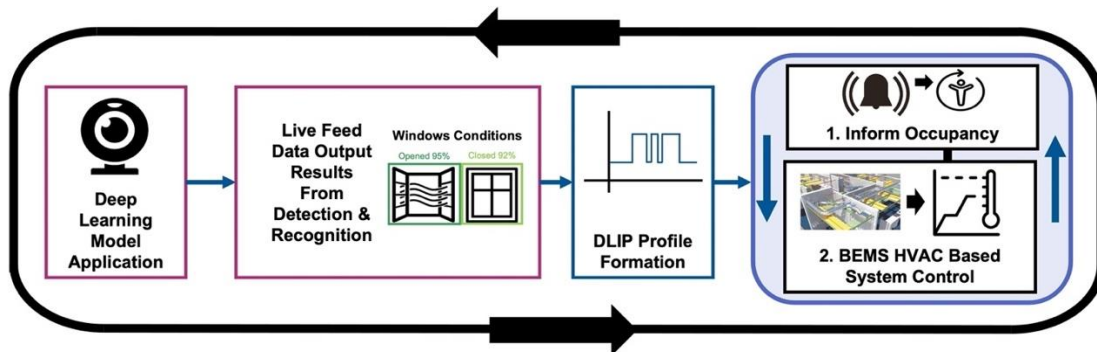 Deep
Learning
Model
Application
Live Feed
Data Output
Results
From
Detection &
Recognition
Windows Conditions
Opened 95% Closed 92%
DLIP Profile
Formation
1. Inform Occupancy
2. BEMS HVAC Based
System Control